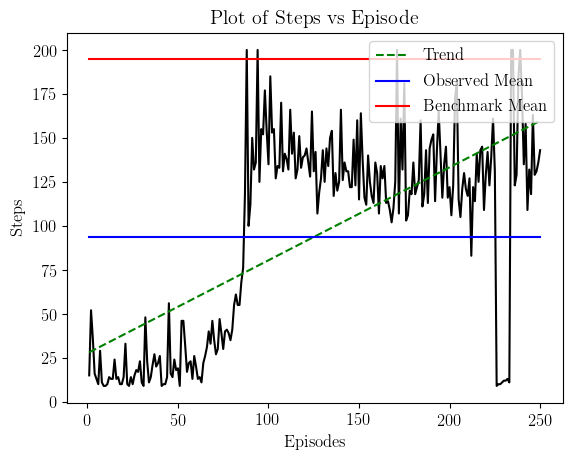 Plot of Steps vs Episode
Trend
Observed Mean
Benchmark Mean
Steps
200
175
150
125
100
75
50
25
0
0 50 100 150 200 250
Episodes